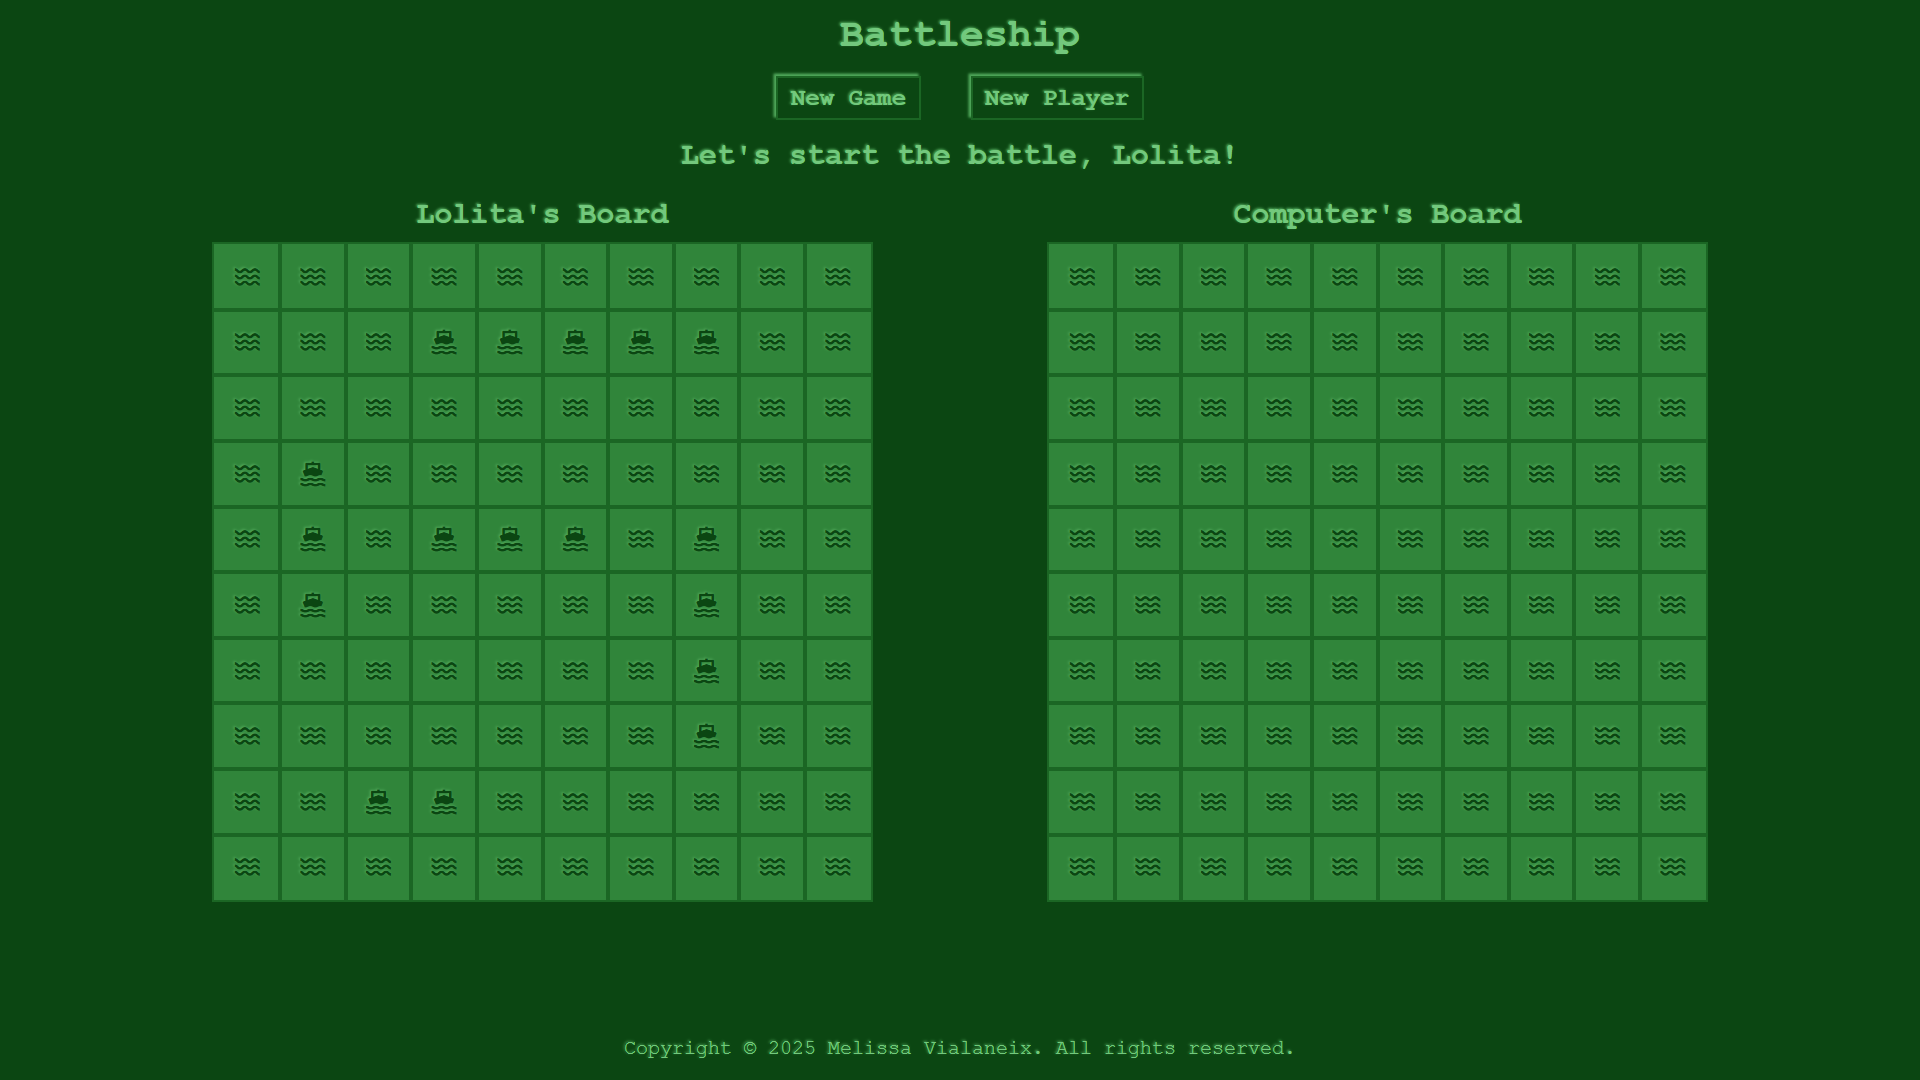 Battleship
New Game New Player
Let's start the battle, Lolita!
Lolita's Board Computer's Board
Copyright © 2025 Melissa Vialaneix. All rights reserved.